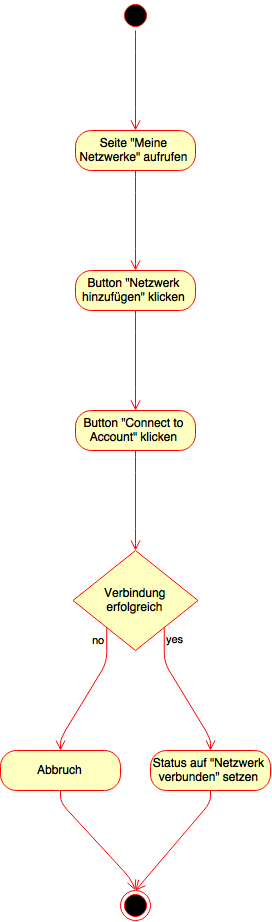 Seite "Meine
Netzwerke" aufrufen
Button "Netzwerk
hinzufügen" klicken
Button "Connect to
Account" klicken
Verbindung
erfolgreich
no
yes
Abbruch
Status auf "Netzwerk
verbunden" setzen